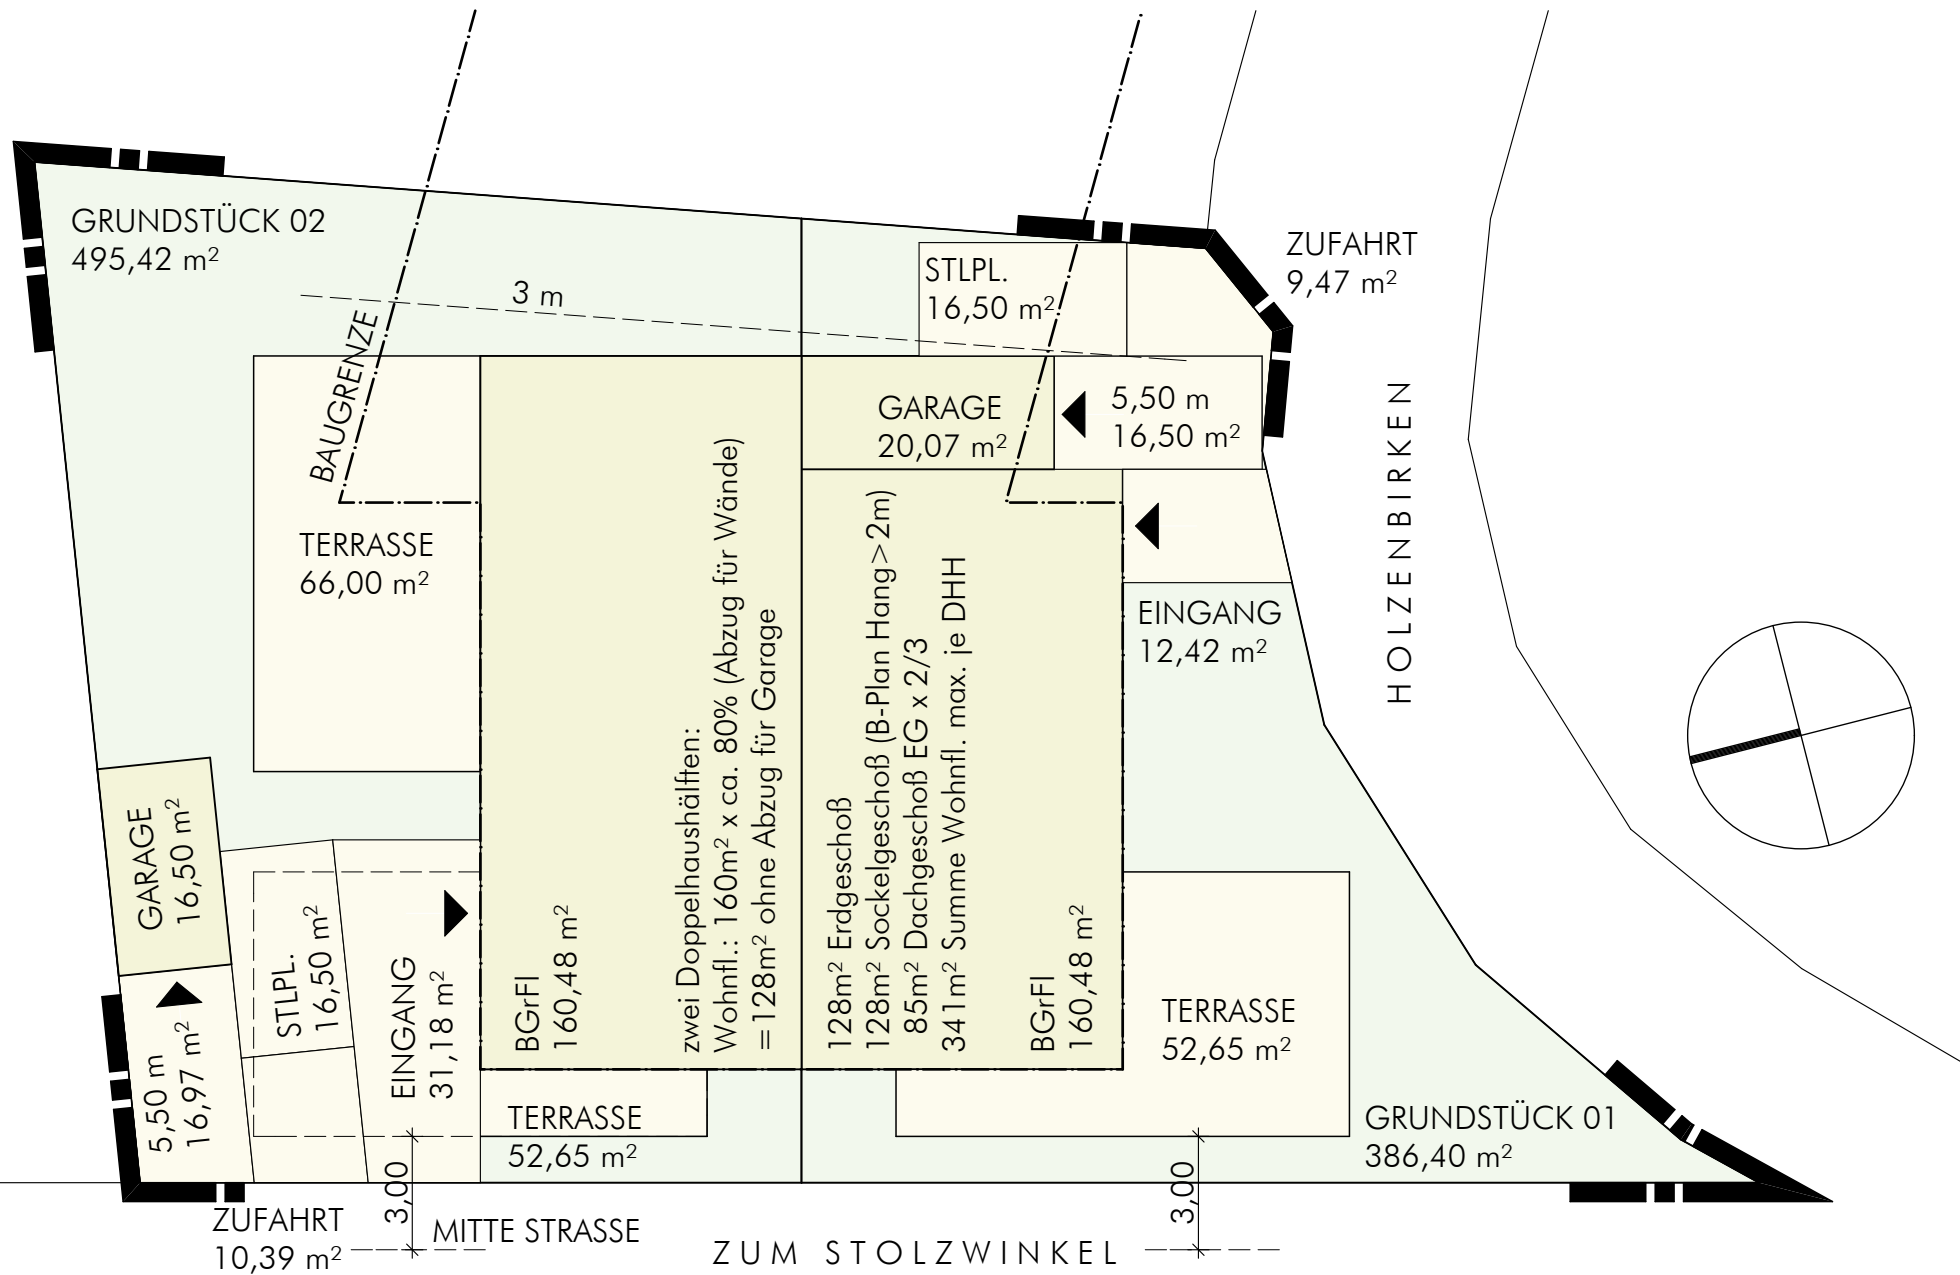 GRUNDSTÜCK 02
495,42 m²
3 m
BAUGRENZE
STLPL.
16,50 m²
ZUFAHRT
9,47 m²
GARAGE
20,07 m²
5,50 m
16,50 m²
TERRASSE
66,00 m²
EINGANG
12,42 m²
HOLZENBIRKEN
GARAGE
16,50 m²
STLPL.
16,50 m²
5,50 m
16,97 m²
EINGANG
31,18 m²
BGrFl
160,48 m²
zwei Doppelhaushälften:
Wohnfl.: 160m² x ca. 80% (Abzug für Wände)
= 128m² ohne Abzug für Garage
128m² Erdgeschoß
128m² Sockelgeschoß (B-Plan Hang>2m)
85m² Dachgeschoß EG x 2/3
341m² Summe Wohnfl. max. je DHH
BGrFl
160,48 m²
TERRASSE
52,65 m²
TERRASSE
52,65 m²
GRUNDSTÜCK 01
386,40 m²
3,00
3,00
ZUFAHRT
10,39 m²
MITTE STRASSE
ZUM STOLZWINKEL